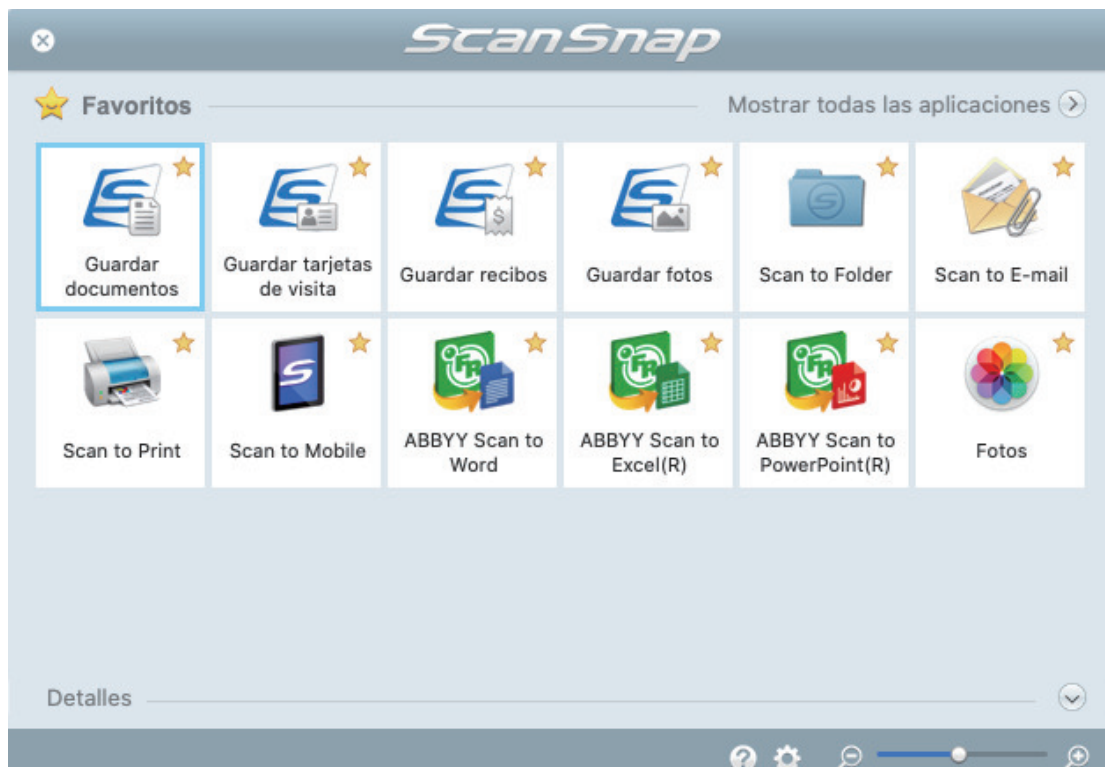 ScanSnap
Favoritos
Mostrar todas las aplicaciones
Guardar
documentos
Guardar tarjetas
de visita
Guardar recibos
Guardar fotos
Scan to Folder
Scan to E-mail
Scan to Print
Scan to Mobile
ABBYY Scan to
Word
ABBYY Scan to
Excel(R)
ABBYY Scan to
PowerPoint(R)
Fotos
Detalles